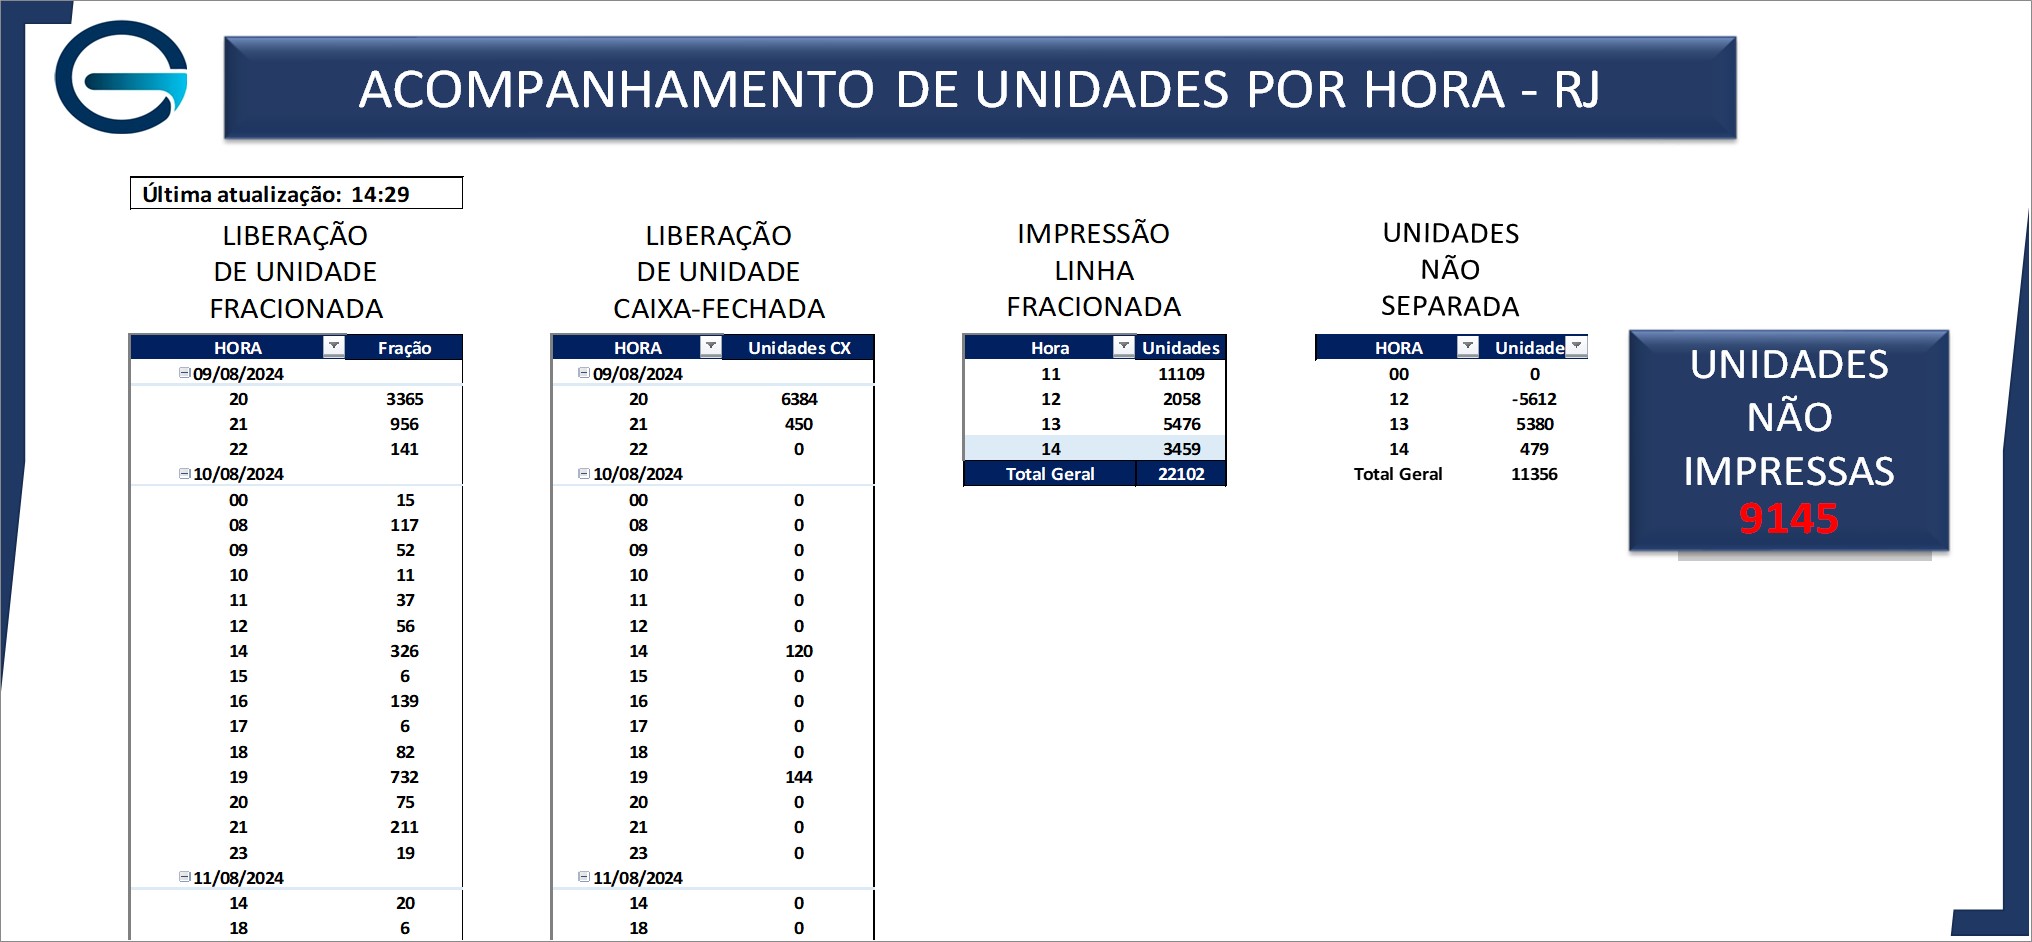 ACOMPANHAMENTO DE UNIDADES POR HORA - RJ
Última atualização: 14:29
LIBERAÇÃO
DE UNIDADE
FRACIONADA
HORA Fração
09/08/2024
20 3365
21 956
22 141
10/08/2024
00 15
08 117
09 52
10 11
11 37
12 56
14 326
15 6
16 139
17 6
18 82
19 732
20 75
21 211
23 19
11/08/2024
14 20
18 6
LIBERAÇÃO
DE UNIDADE
CAIXA-FECHADA
HORA Unidades CX
09/08/2024
20 6384
21 450
22 0
10/08/2024
00 0
08 0
09 0
10 0
11 0
12 0
14 120
15 0
16 0
17 0
18 0
19 144
20 0
21 0
23 0
11/08/2024
14 0
18 0
IMPRESSÃO
LINHA
FRACIONADA
Hora Unidades
11 11109
12 2058
13 5476
14 3459
Total Geral 22102
UNIDADES
NÃO
SEPARADA
HORA Unidade
00 0
12 -5612
13 5380
14 479
Total Geral 11356
UNIDADES
NÃO
IMPRESSAS
9145